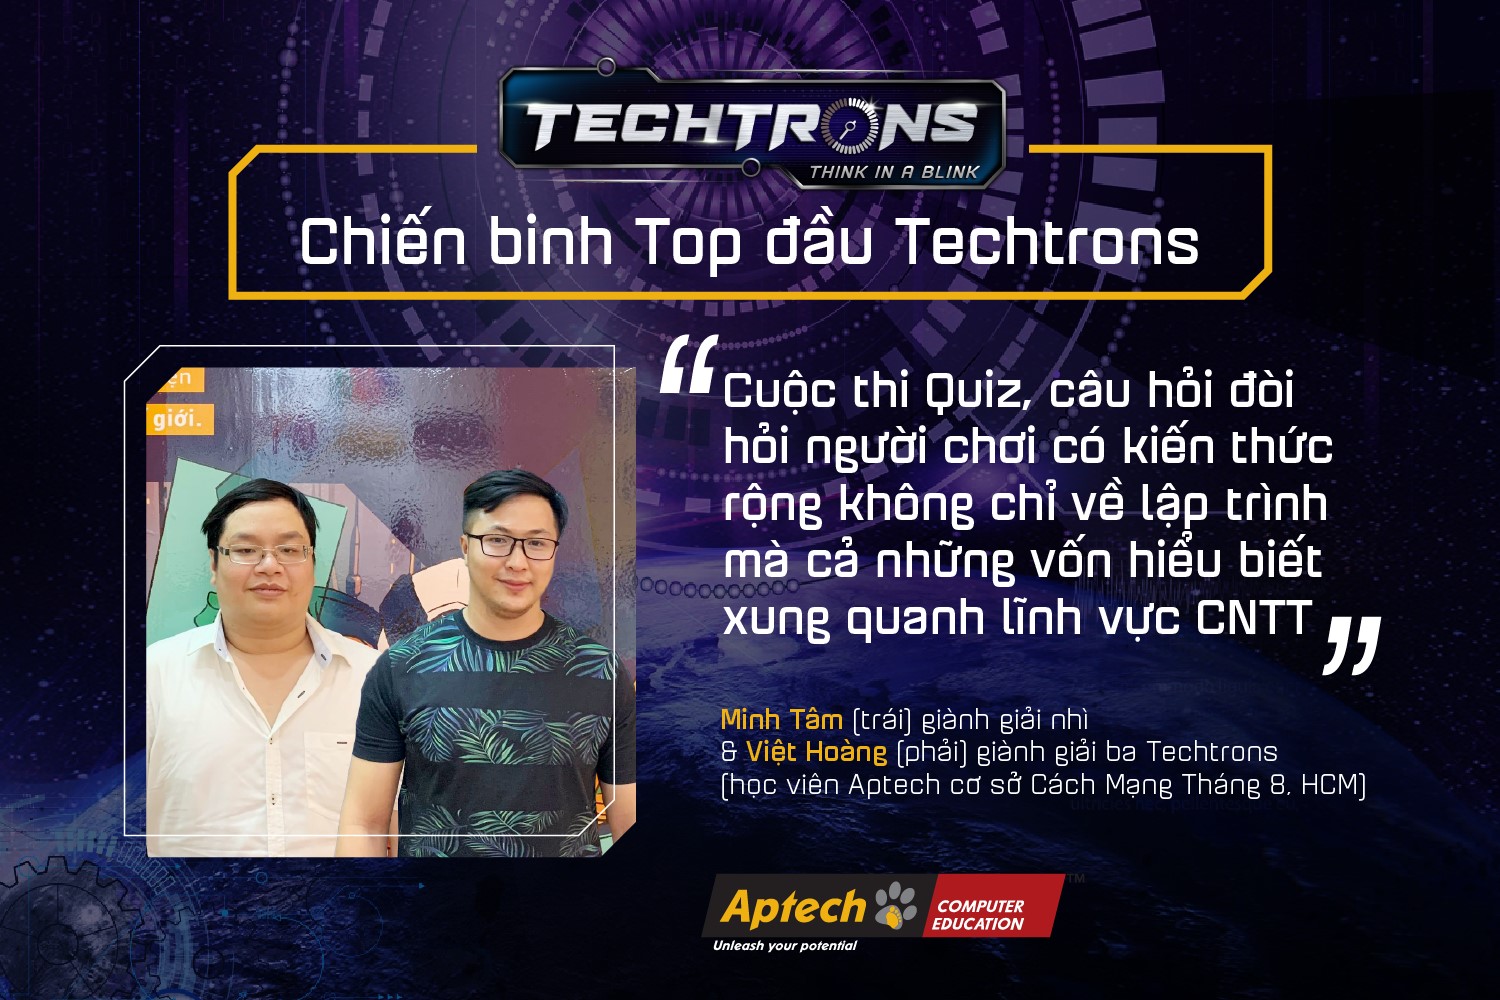 TECHTRONS
THINK IN A BLINK
Chiến binh Top đầu Techtrons
ện
giới.
“Cuộc thi Quiz, câu hỏi đòi
hỏi người chơi có kiến thức
rộng không chỉ về lập trình
mà cả những vốn hiểu biết
xung quanh lĩnh vực CNTT”
Minh Tâm (trái) giành giải nhì
& Việt Hoàng (phải) giành giải ba Techtrons
(học viên Aptech cơ sở Cách Mạng Tháng 8, HCM)
Aptech COMPUTER EDUCATION TM
Unleash your potential